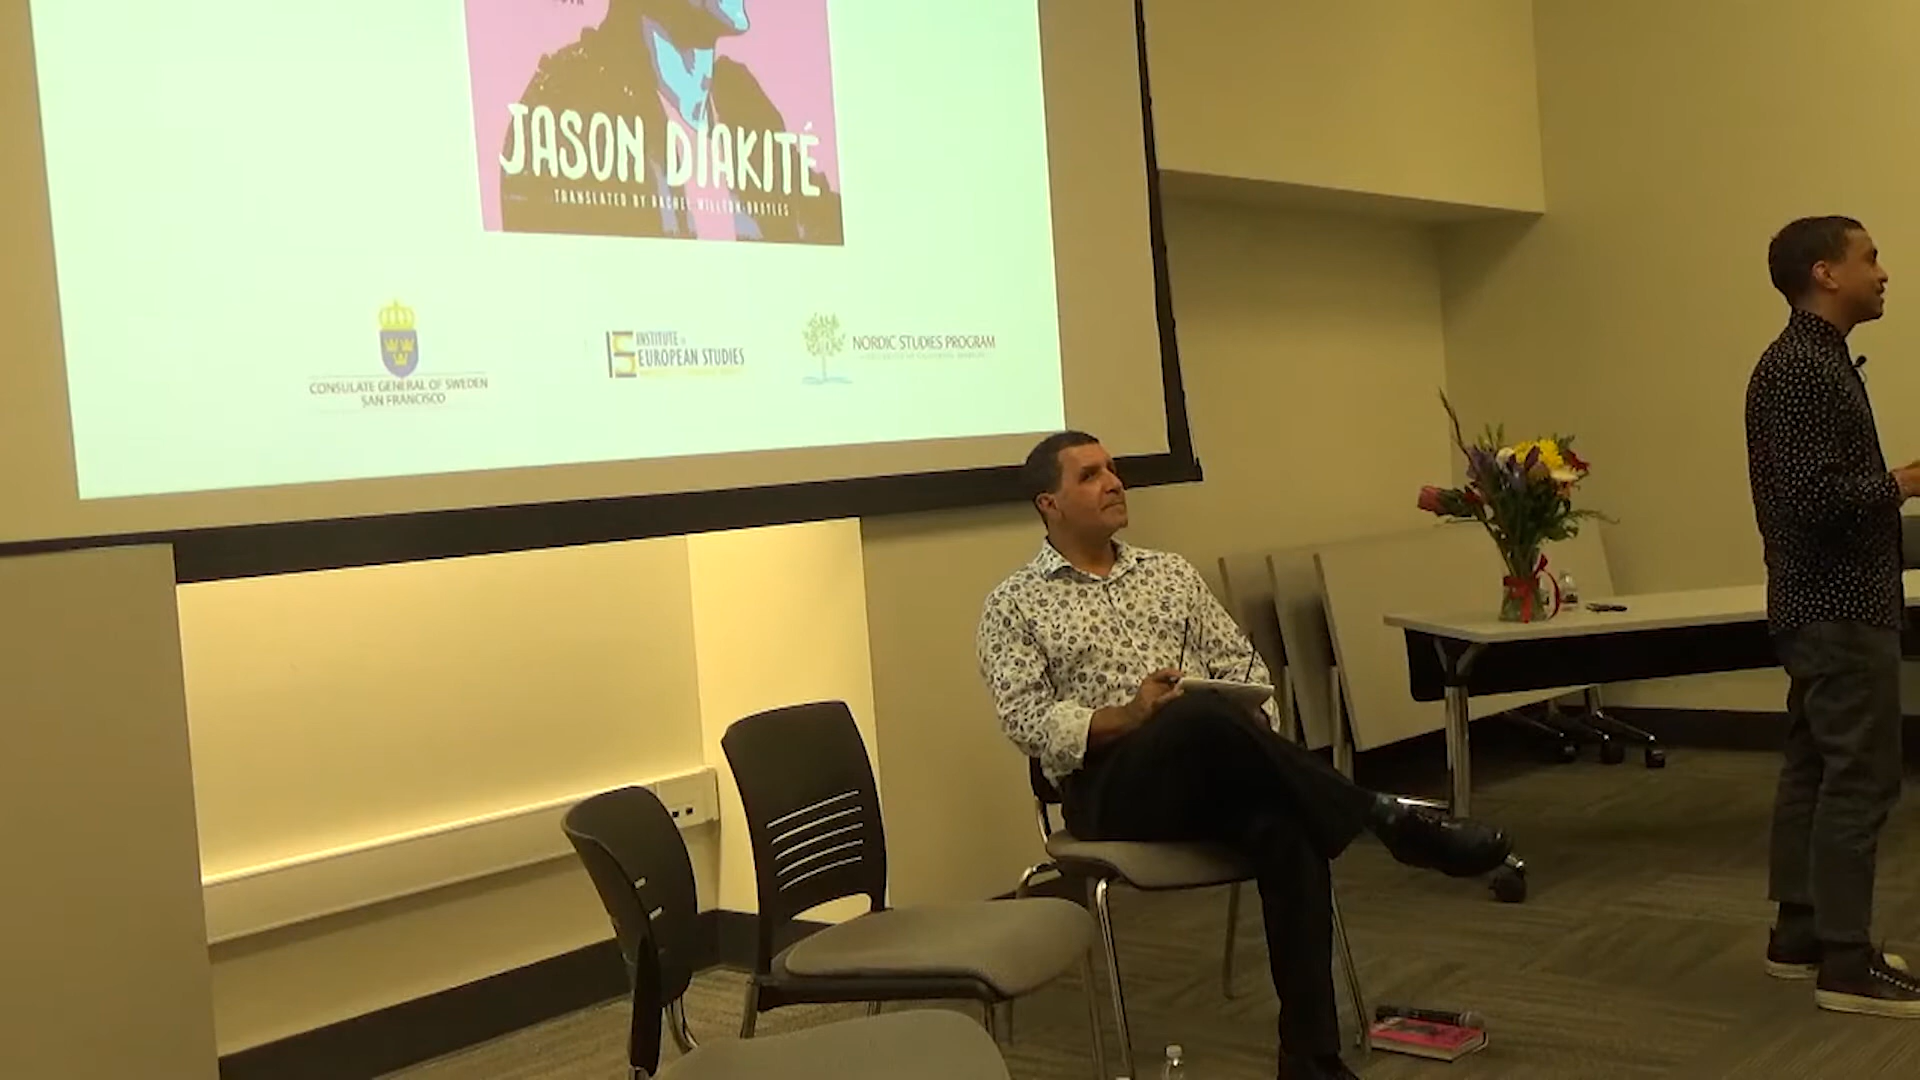 JASON DIAKITÉ
TRANSLATED BY RACHEL WILLSON-BROYLES
CONSULATE GENERAL OF SWEDEN
SAN FRANCISCO
INSTITUTE of
EUROPEAN STUDIES
NORDIC STUDIES PROGRAM